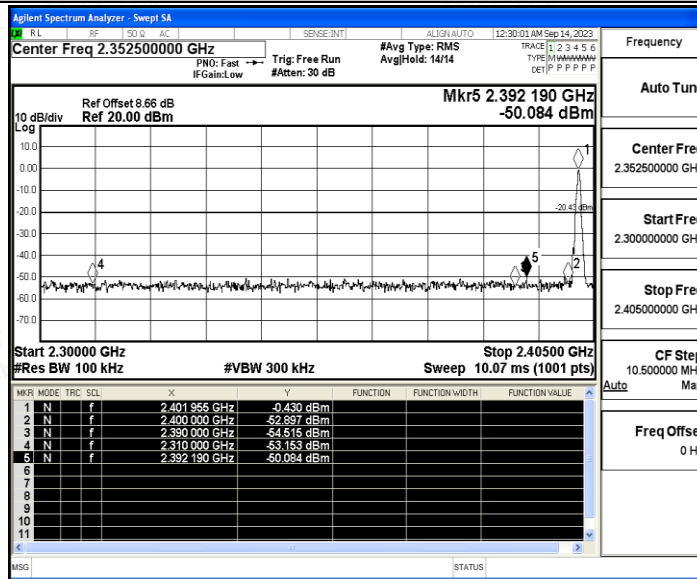 Agilent Spectrum Analyzer - Swept SA
RL RF 50 Ω AC SENSE:INT ALIGN AUTO 12:30:01 AM Sep 14, 2023
Center Freq 2.352500000 GHz
PNO: Fast
IFGain:Low
Trig: Free Run
#Atten: 30 dB
#Avg Type: RMS
Avg|Hold: 14/14
TRACE 1 2 3 4 5 6
TYPE MWWWWW
DET P P P P P P
Frequency
Auto Tun
Center Fre
2.352500000 GH
Start Fre
2.300000000 GH
Stop Fre
2.405000000 GH
CF Ste
10.500000 MH
Auto Ma
Freq Offse
0 H
Ref Offset 8.66 dB
10 dB/div Ref 20.00 dBm
Log
Mkr5 2.392 190 GHz
-50.084 dBm
10.0
0.00
-10.0
-20.0
-30.0
-40.0
-50.0
-60.0
-70.0
1
-20.43 dBm
4
5
2
Start 2.30000 GHz Stop 2.40500 GHz
#Res BW 100 kHz #VBW 300 kHz Sweep 10.07 ms (1001 pts)
MKR MODE TRC SCL X Y FUNCTION FUNCTION WIDTH FUNCTION VALUE
1 N f 2.401 955 GHz -0.430 dBm
2 N f 2.400 000 GHz -52.897 dBm
3 N f 2.390 000 GHz -54.515 dBm
4 N f 2.310 000 GHz -53.153 dBm
5 N f 2.392 190 GHz -50.084 dBm
6
7
8
9
10
11
MSG STATUS